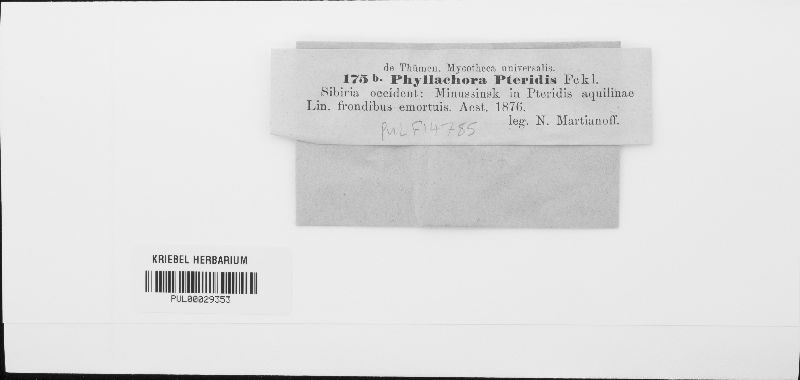 de Thümen, Mycotheca universalis.
175 b. Phyllachora Pteridis Fckl.
Sibiria occident: Minussinsk in Pteridis aquilinae
Lin. frondibus emortuis. Aest. 1876.
leg. N. Martianoff.
PUL F14785
KRIEBEL HERBARIUM
PUL00029353